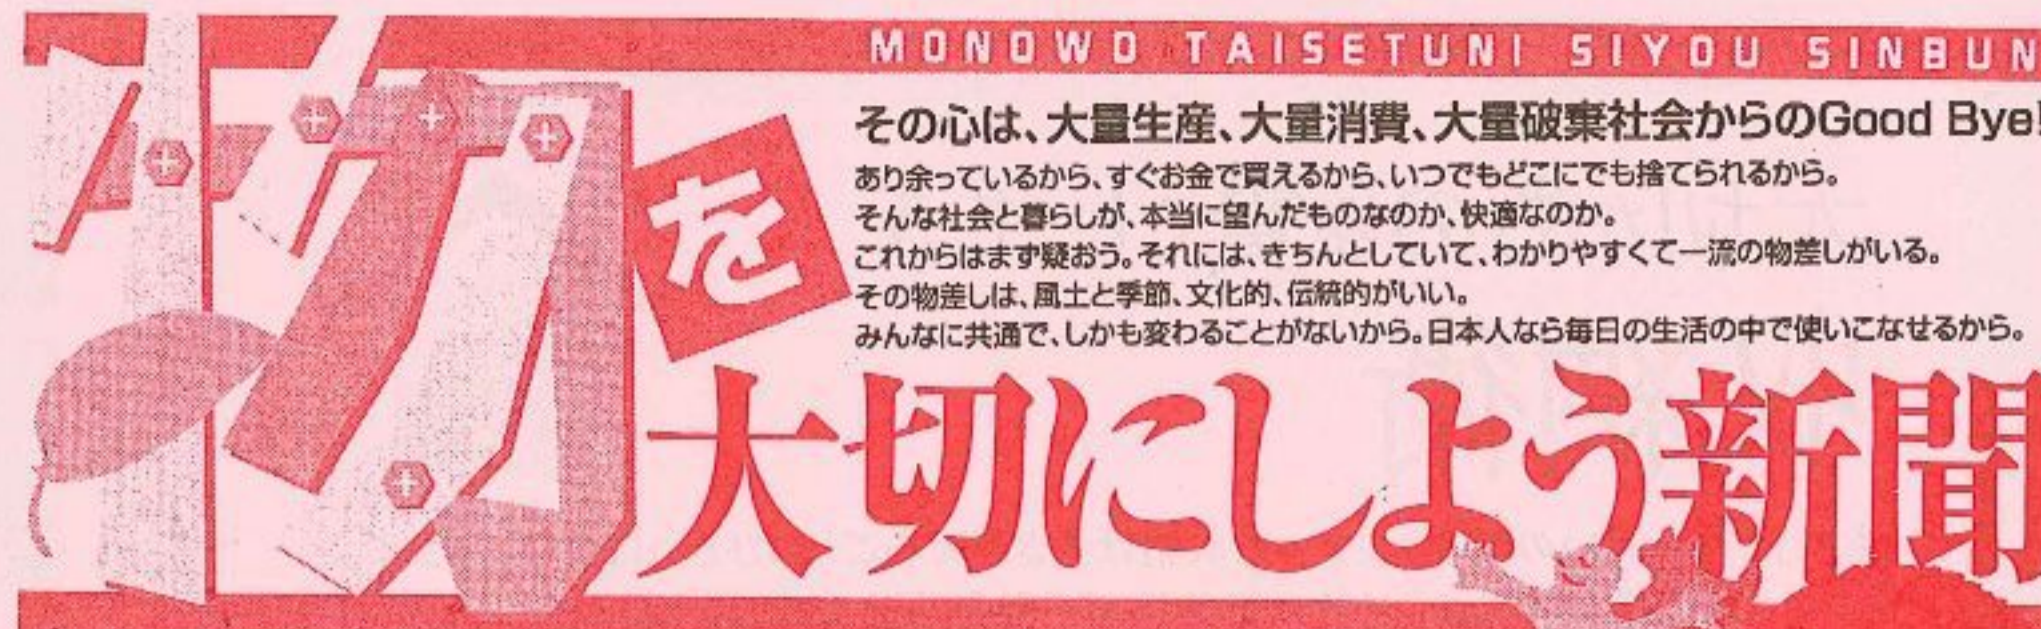 MONOWO TAISETUNI SIYOU SINBUN
物を大切にしよう新聞
その心は、大量生産、大量消費、大量破棄社会からのGood Bye!
あり余っているから、すぐお金で買えるから、いつでもどこにでも捨てられるから。
そんな社会と暮らしが、本当に望んだものなのか、快適なのか。
これからはまず疑おう。それには、きちんとしていて、わかりやすくて一流の物差しがいる。
その物差しは、風土と季節、文化的、伝統的がいい。
みんなに共通で、しかも変わることがないから。日本人なら毎日の生活の中で使いこなせるから。